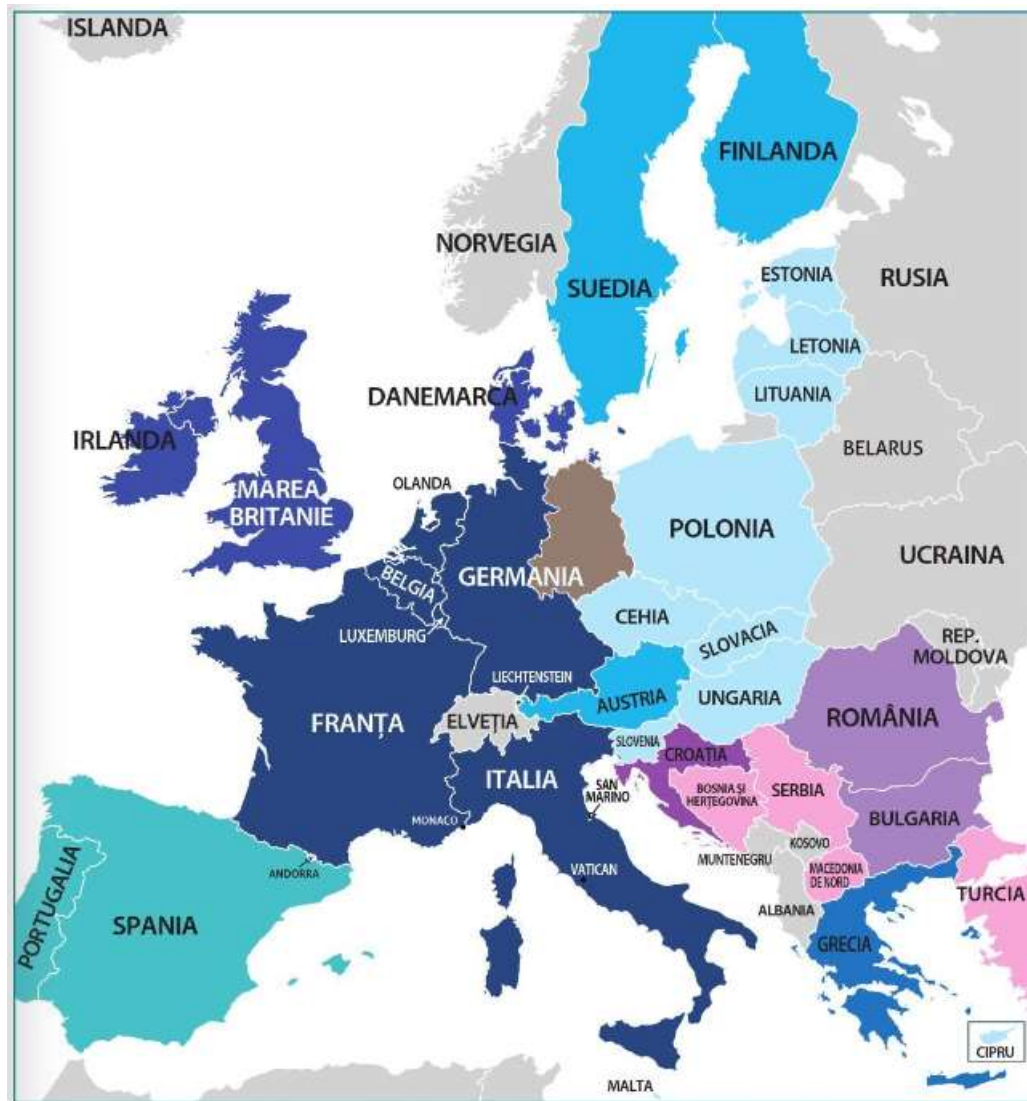 ISLANDA
FINLANDA
NORVEGIA
SUEDIA
ESTONIA
RUSIA
LETONIA
LITUANIA
DANEMARCA
IRLANDA
BELARUS
MAREA
BRITANIE
OLANDA
POLONIA
UCRAINA
BELGIA
GERMANIA
CEHIA
LUXEMBURG
SLOVACIA
REP.
MOLDOVA
LIECHTENSTEIN
AUSTRIA
UNGARIA
FRANȚA
ELVEȚIA
ROMÂNIA
SLOVENIA
CROAȚIA
ITALIA
SAN
MARINO
BOSNIA ȘI
HERȚEGOVINA
SERBIA
MONACO
BULGARIA
KOSOVO
MUNTENEGRU
ANDORRA
VATICAN
MACEDONIA
DE NORD
PORTUGALIA
SPANIA
ALBANIA
TURCIA
GRECIA
CIPRU
MALTA